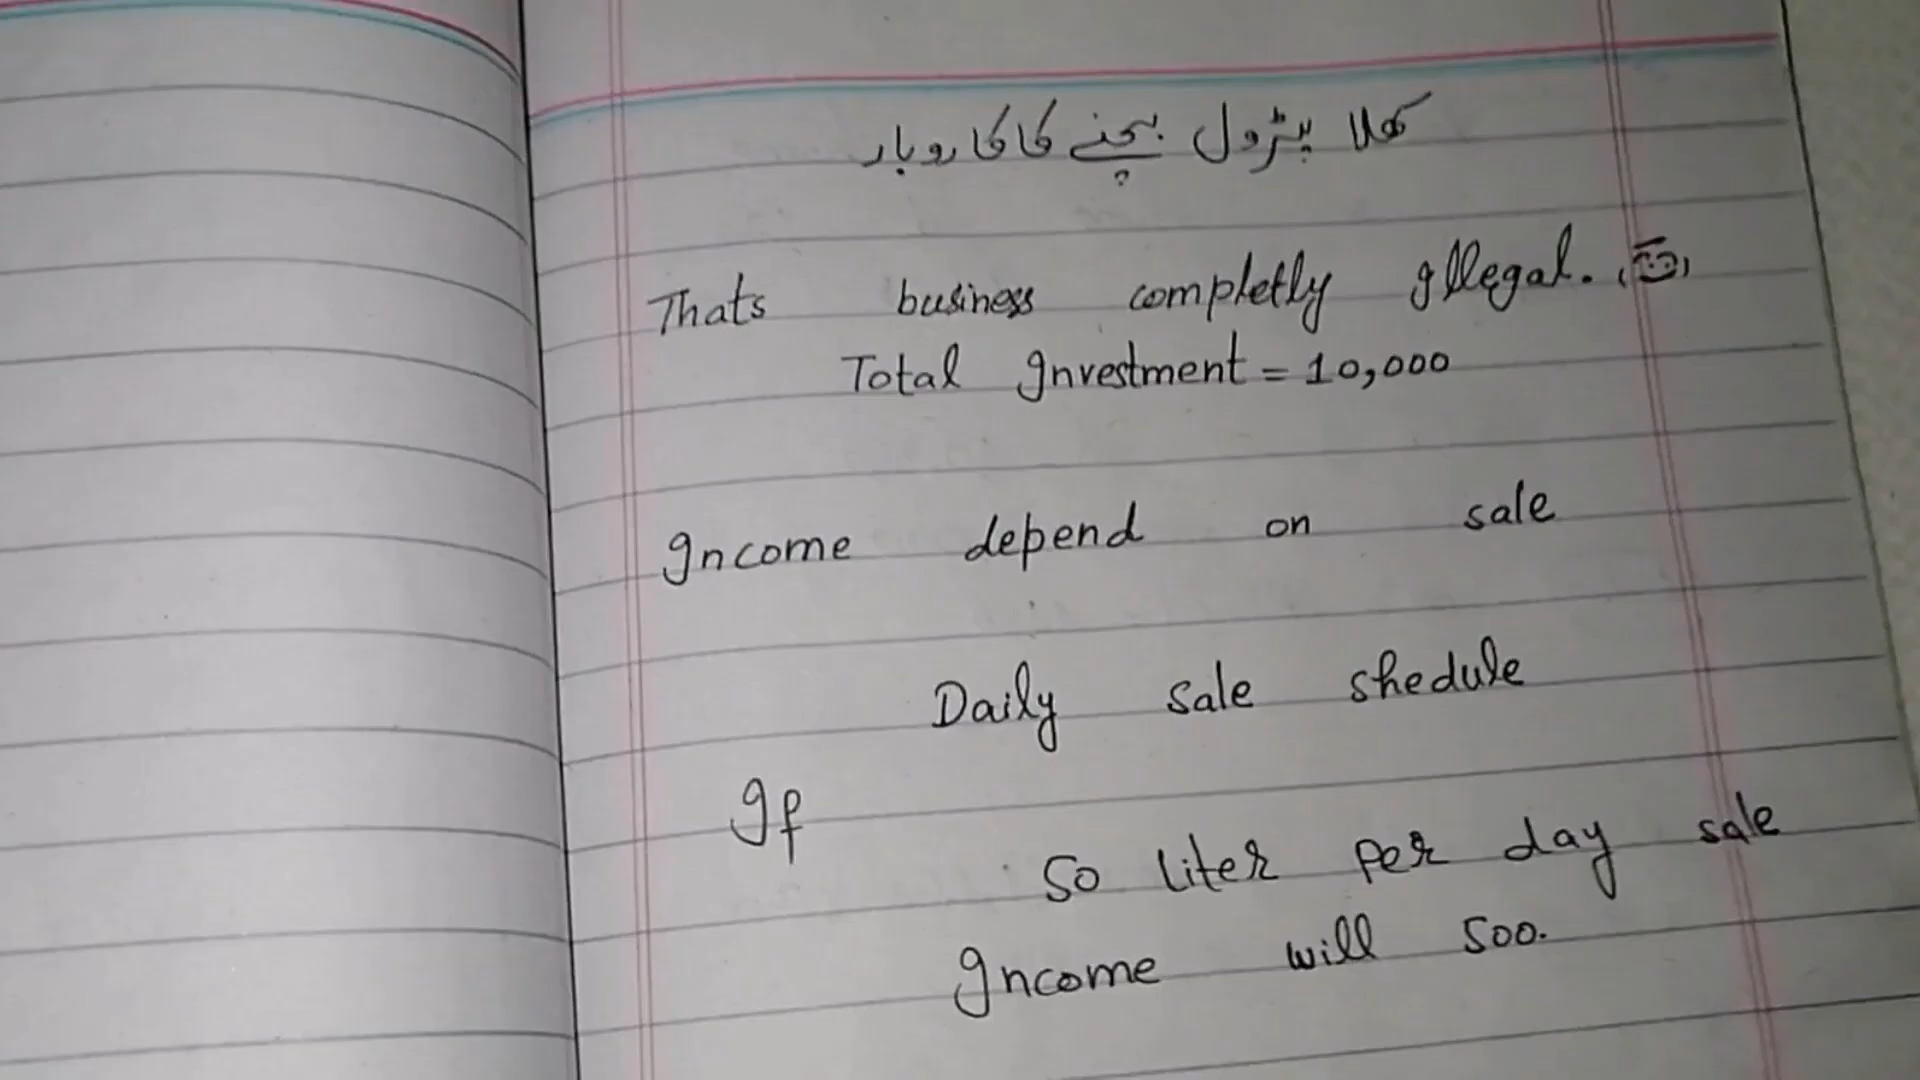 کھلا پیٹرول بیچنے کا کاروبار
Thats business completly Illegal.
Total Investment = 10,000
Income depend on sale
Daily sale shedule
If
50 liter per day sale
Income will 500.